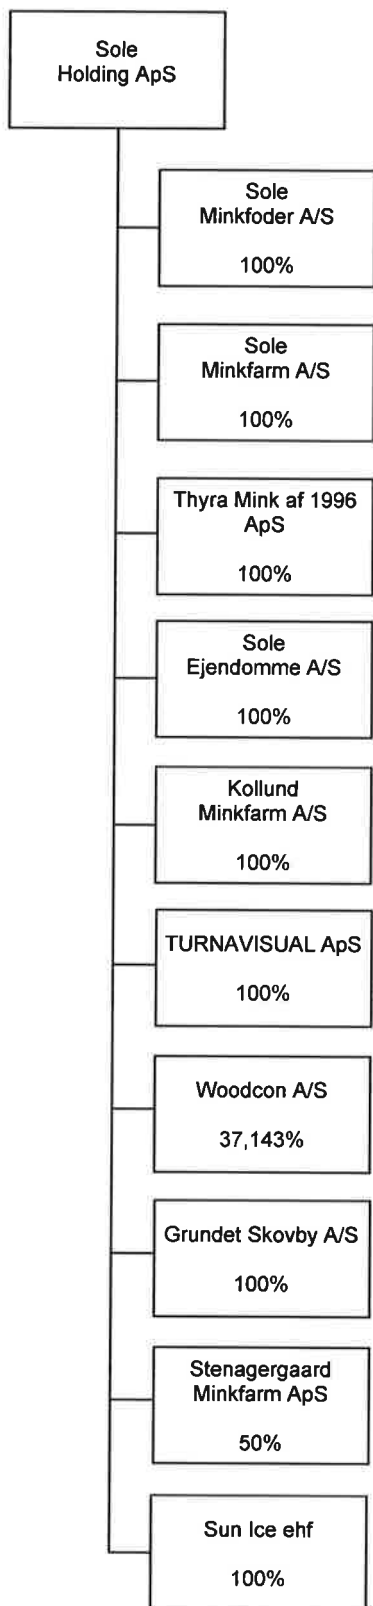 Sole
Holding ApS
Sole
Minkfoder A/S
100%
Sole
Minkfarm A/S
100%
Thyra Mink af 1996
ApS
100%
Sole
Ejendomme A/S
100%
Kollund
Minkfarm A/S
100%
TURNAVISUAL ApS
100%
Woodcon A/S
37,143%
Grundet Skovby A/S
100%
Stenagergaard
Minkfarm ApS
50%
Sun Ice ehf
100%